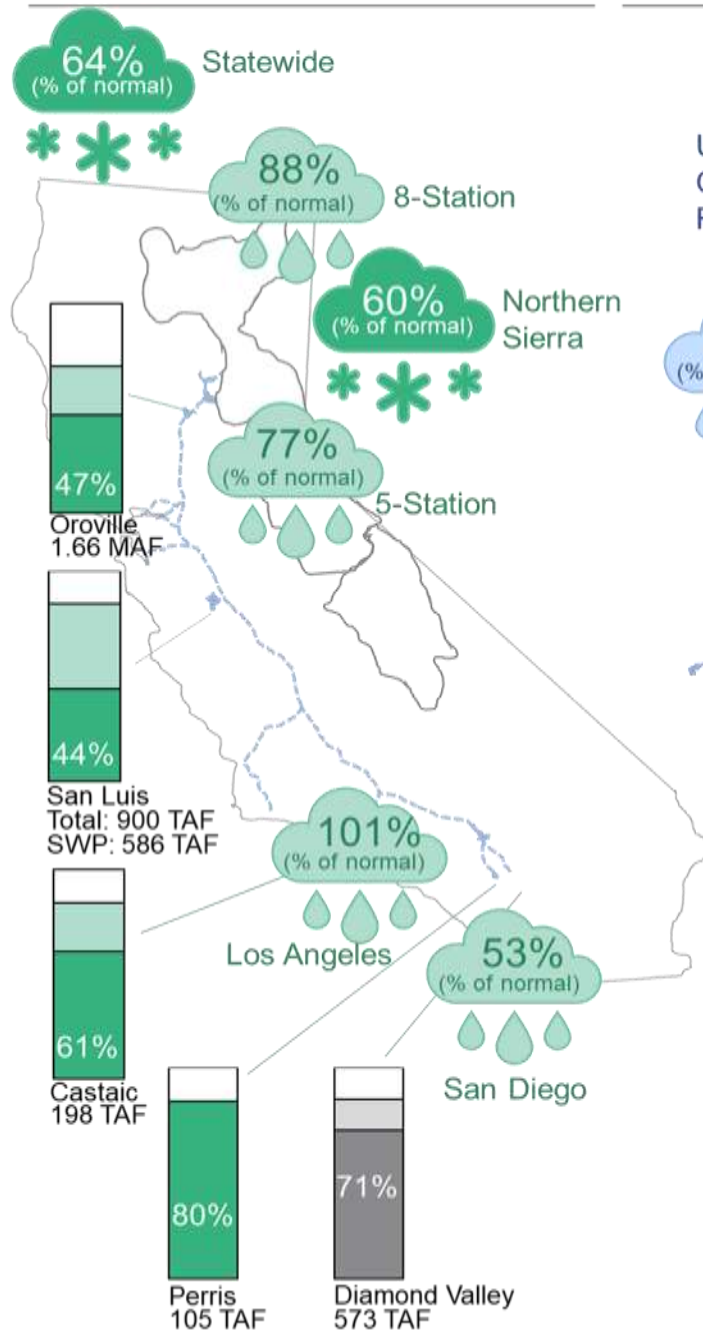 64%
(% of normal)
Statewide
88%
(% of normal)
8-Station
60%
(% of normal)
Northern
Sierra
77%
(% of normal)
5-Station
47%
Oroville
1.66 MAF
44%
San Luis
Total: 900 TAF
SWP: 586 TAF
101%
(% of normal)
Los Angeles
53%
(% of normal)
San Diego
61%
Castaic
198 TAF
80%
Perris
105 TAF
71%
Diamond Valley
573 TAF
(%